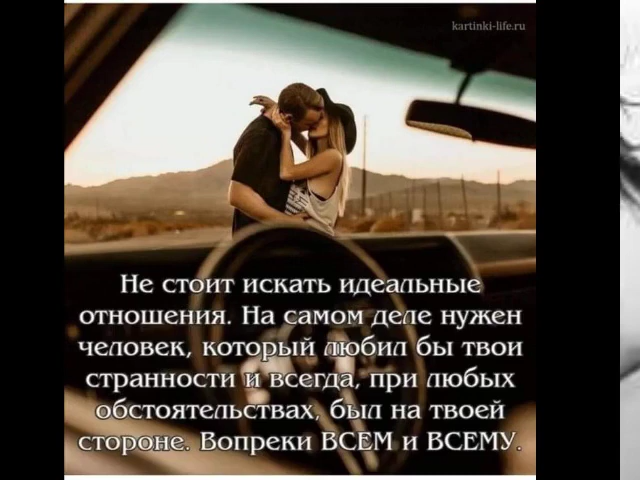 kartinki-life.ru
Не стоит искать идеальные
отношения. На самом деле нужен
человек, который любил бы твои
странности и всегда, при любых
обстоятельствах, был на твоей
стороне. Вопреки ВСЕМ и ВСЕМУ.